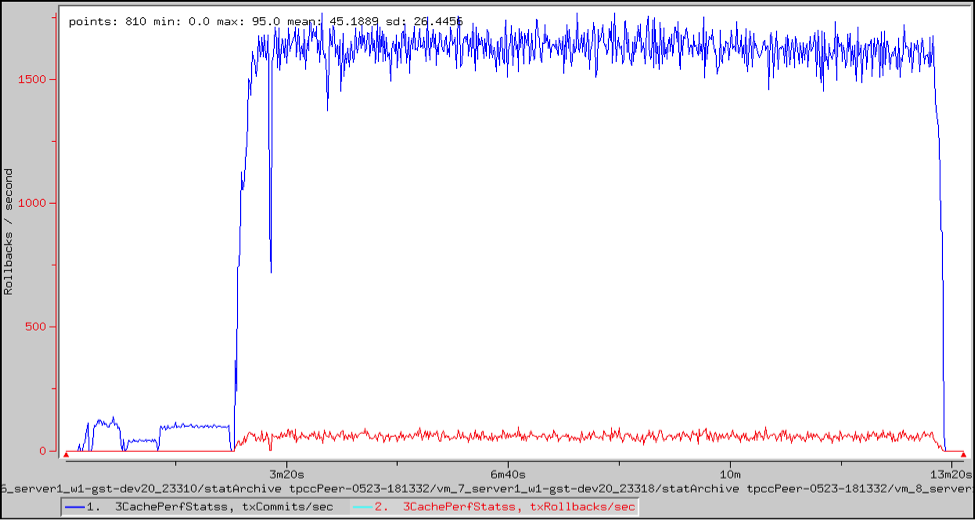 points: 810 min: 0.0 max: 95.0 mean: 45.1889 sd: 26.4456
Rollbacks / second
1500
1000
500
0
3m20s 6m40s 10m 13m20s
6_server1_w1-gst-dev20_23310/statArchive tpccPeer-0523-181332/vm_7_server1_w1-gst-dev20_23318/statArchive tpccPeer-0523-181332/vm_8_server
1. 3CachePerfStatss, txCommits/sec 2. 3CachePerfStatss, txRollbacks/sec